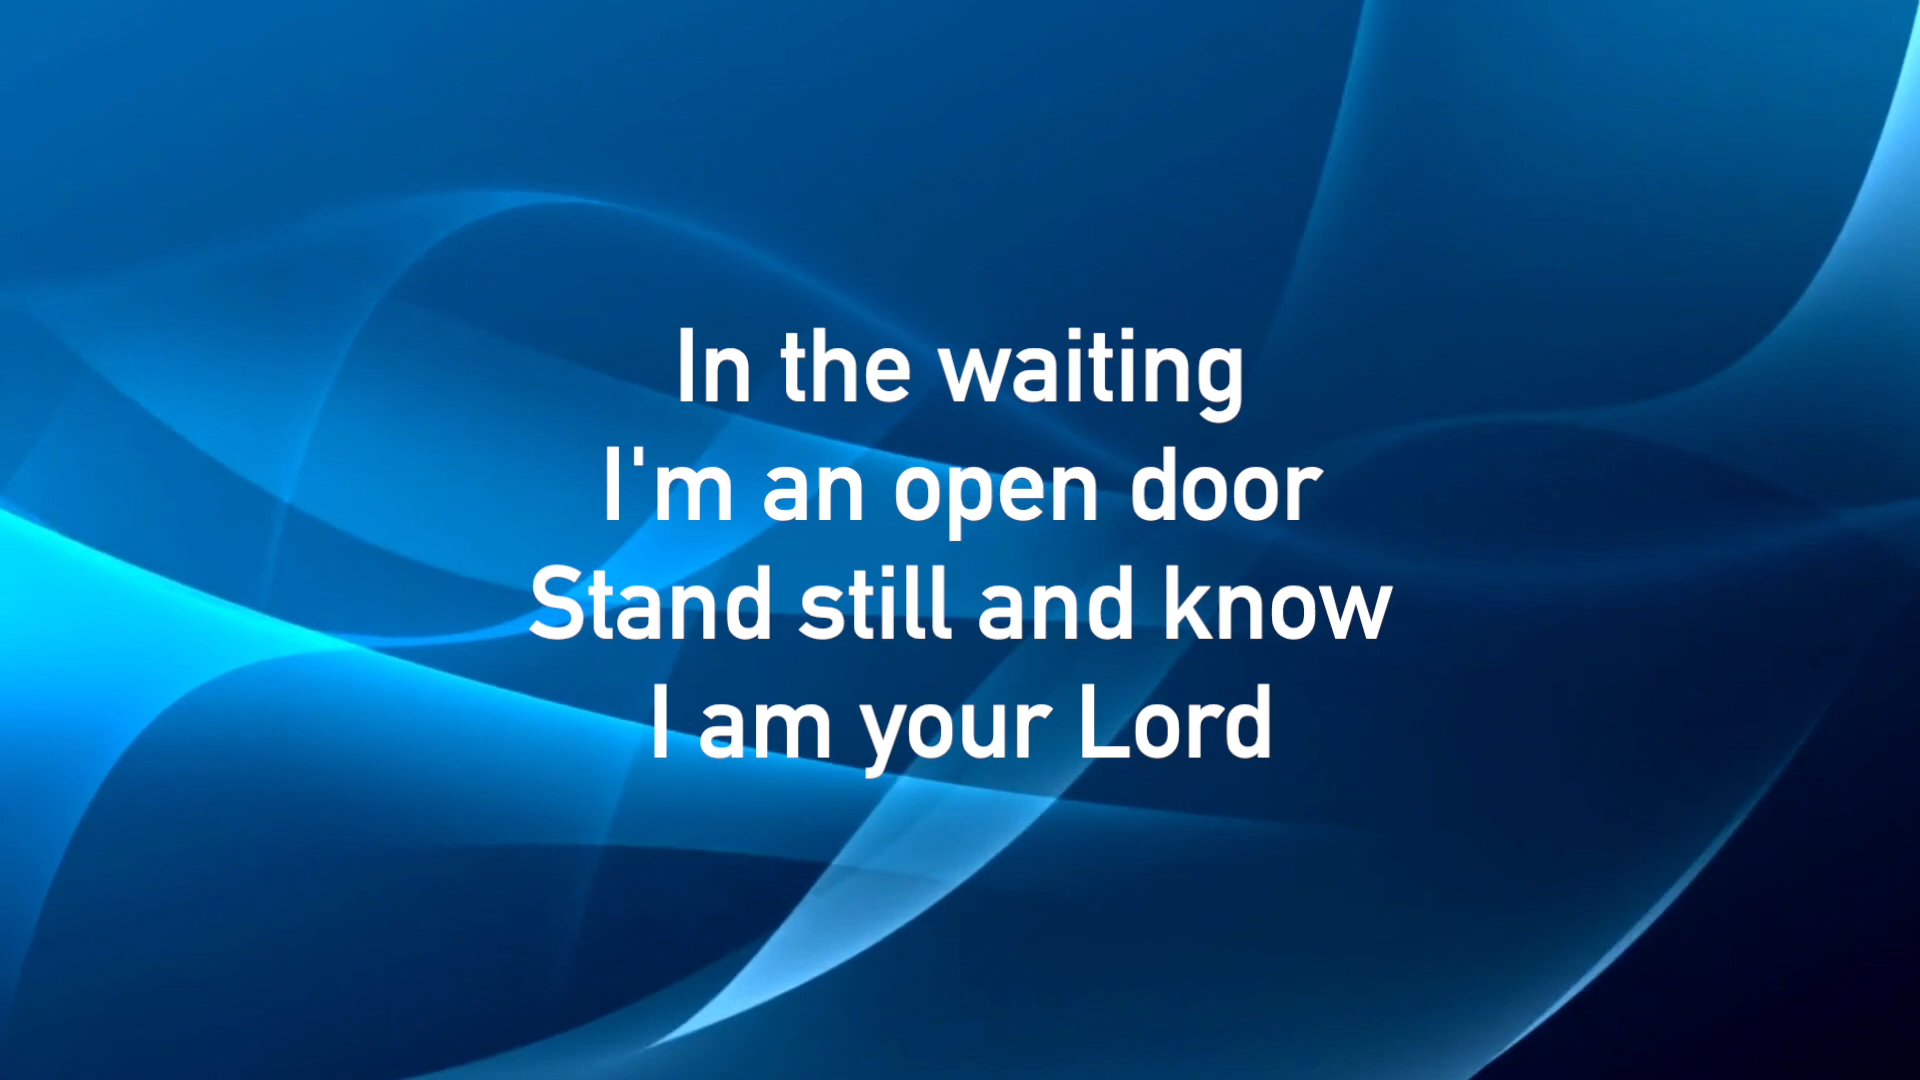 In the waiting
I'm an open door
Stand still and know
I am your Lord